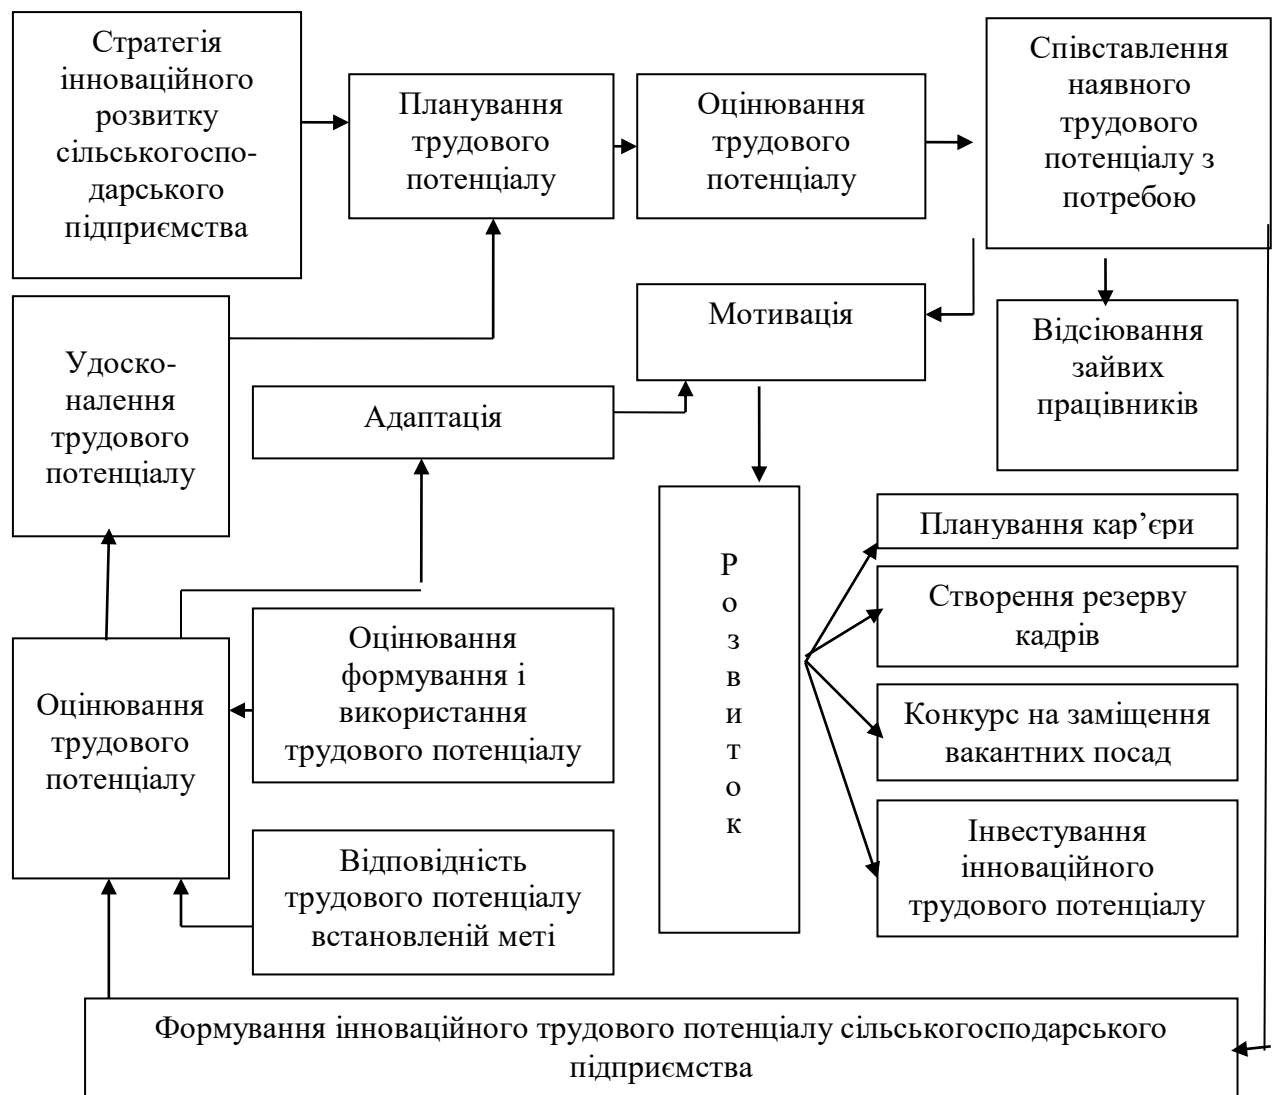 Стратегія
інноваційного
розвитку
сільськогоспо-
дарського
підприємства
Планування
трудового
потенціалу
Оцінювання
трудового
потенціалу
Співставлення
наявного
трудового
потенціалу з
потребою
Мотивація
Відсіювання
зайвих
працівників
Удоско-
налення
трудового
потенціалу
Адаптація
Р
о
з
в
и
т
о
к
Планування кар’єри
Створення резерву
кадрів
Конкурс на заміщення
вакантних посад
Інвестування
інноваційного
трудового потенціалу
Оцінювання
трудового
потенціалу
Оцінювання
формування і
використання
трудового потенціалу
Відповідність
трудового потенціалу
встановленій меті
Формування інноваційного трудового потенціалу сільськогосподарського
підприємства